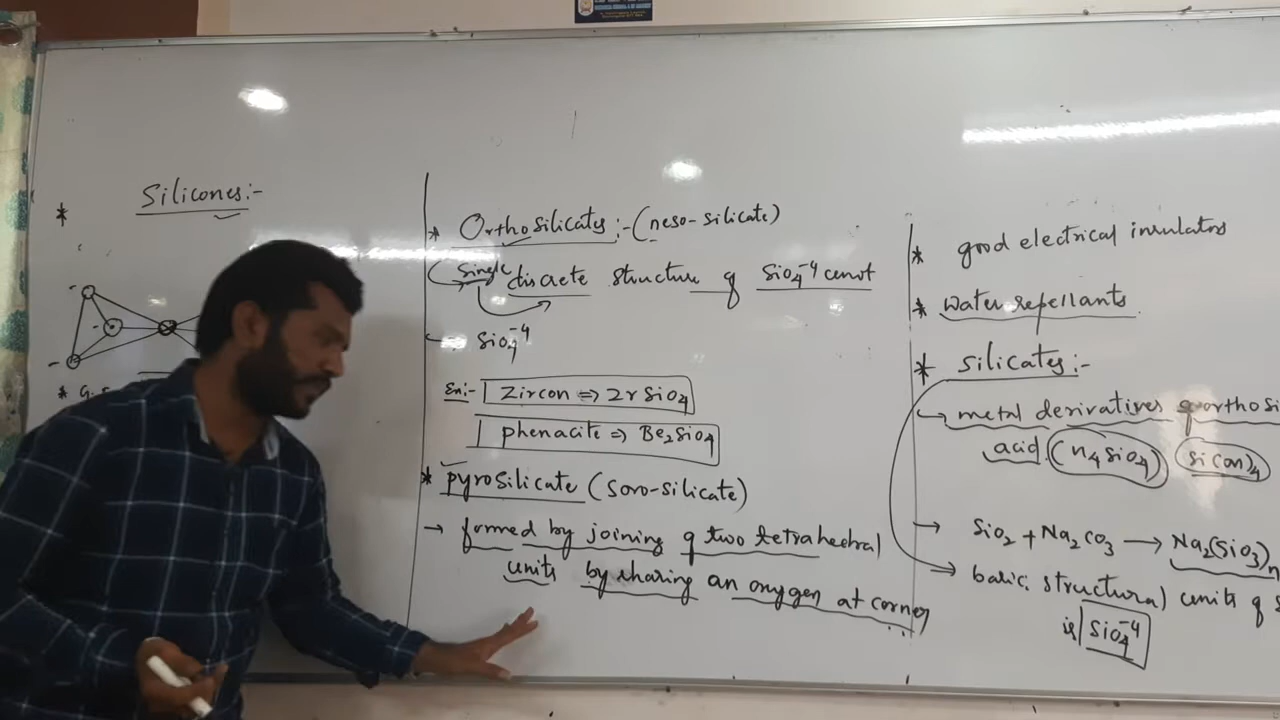 * Silicones:-
* G.S
* Orthosilicates:- (neso-silicate)
single discrete structure of SiO₄⁻⁴ cenot
SiO₄⁻⁴
Ex:- Zircon ⇒ ZrSiO₄
phenacite ⇒ Be₂SiO₄
* pyrosilicate (Soro-silicate)
→ formed by joining of two tetrahedral
units by sharing an oxygen at corner
* good electrical insulators
* Water repellants
* Silicates:-
metal derivatives of orthosi
acid (H₄SiO₄) Si(OH)₄
→ SiO₂ + Na₂CO₃ → Na₂(SiO₃)n
basic structural units of S
is SiO₄⁻⁴